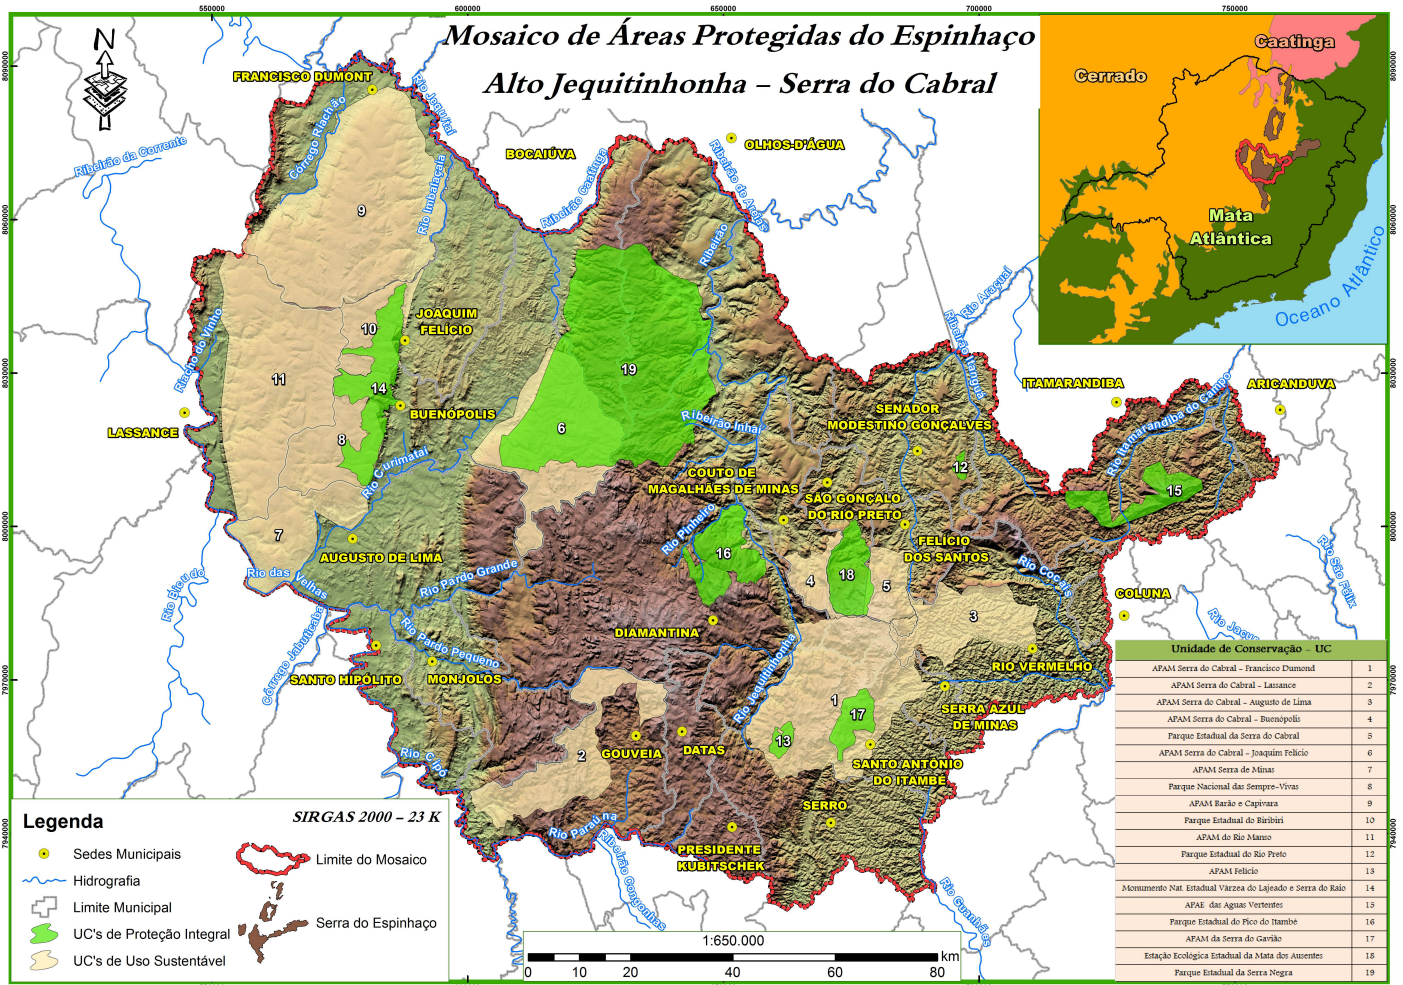 Mosaico de Áreas Protegidas do Espinhaço
Alto Jequitinhonha – Serra do Cabral
550000
600000
650000
700000
750000
8090000
8060000
8030000
8000000
7970000
7940000
8090000
8060000
8030000
8000000
7970000
7940000
N
Caatinga
Cerrado
Mata
Atlântica
Oceano Atlântico
FRANCISCO DUMONT
BOCAIÚVA
OLHOS-D'ÁGUA
JOAQUIM
FELÍCIO
BUENÓPOLIS
LASSANCE
AUGUSTO DE LIMA
SANTO HIPÓLITO
MONJOLOS
DIAMANTINA
GOUVEIA
DATAS
PRESIDENTE
KUBITSCHEK
SERRO
SANTO ANTÔNIO
DO ITAMBÉ
SERRA AZUL
DE MINAS
RIO VERMELHO
COLUNA
FELÍCIO
DOS SANTOS
SÃO GONÇALO
DO RIO PRETO
COUTO DE
MAGALHÃES DE MINAS
SENADOR
MODESTINO GONÇALVES
ITAMARANDIBA
ARICANDUVA
Ribeirão da Corrente
Córrego Riachão
Rio Jequitaí
Rio Imbalaçaia
Ribeirão Caatinga
Ribeirão de Areias
Ribeirão
Rio Araçuaí
Ribeirão Itanguá
Rio Itamarandiba do Campo
Riacho do Vinho
Rio Curimataí
Ribeirão Inhaí
Rio Pinheiro
Rio Pardo Grande
Rio Pardo Pequeno
Rio das Velhas
Rio Bicudo
Córrego Jabuticaba
Rio Cipó
Rio Paraúna
Ribeirão Congonhas
Rio Jequitinhonha
Rio Cocais
Rio São Félix
Rio Guanhães
9
10
11
14
8
7
19
6
12
15
16
4
18
5
3
1
17
13
2
Legenda
SIRGAS 2000 – 23 K
Sedes Municipais
Hidrografia
Limite Municipal
UC's de Proteção Integral
UC's de Uso Sustentável
Limite do Mosaico
Serra do Espinhaço
1:650.000
0 10 20 40 60 80 km
Unidade de Conservação – UC
APAM Serra do Cabral – Francisco Dumond 1
APAM Serra do Cabral – Lassance 2
APAM Serra do Cabral – Augusto de Lima 3
APAM Serra do Cabral – Buenópolis 4
Parque Estadual da Serra do Cabral 5
APAM Serra do Cabral – Joaquim Felicio 6
APAM Serra de Minas 7
Parque Nacional das Sempre-Vivas 8
APAM Barão e Capivara 9
Parque Estadual do Biribiri 10
APAM do Rio Manso 11
Parque Estadual do Rio Preto 12
APAM Felicio 13
Monumento Nat. Estadual Várzea do Lajeado e Serra do Raio 14
APAE das Aguas Vertentes 15
Parque Estadual do Pico do Itambé 16
APAM da Serra do Gavião 17
Estação Ecológica Estadual da Mata dos Ausentes 18
Parque Estadual da Serra Negra 19